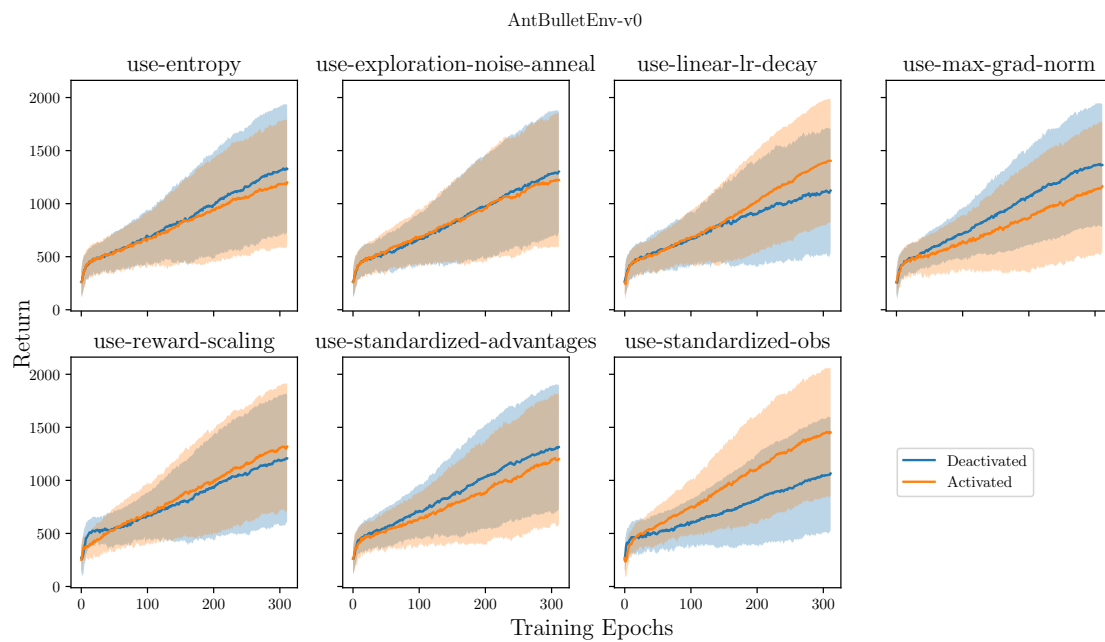 AntBulletEnv-v0
use-entropy
use-exploration-noise-anneal
use-linear-lr-decay
use-max-grad-norm
2000
1500
1000
500
0
use-reward-scaling
use-standardized-advantages
use-standardized-obs
2000
1500
1000
500
0
0 100 200 300
0 100 200 300
0 100 200 300
Return
Training Epochs
Deactivated
Activated